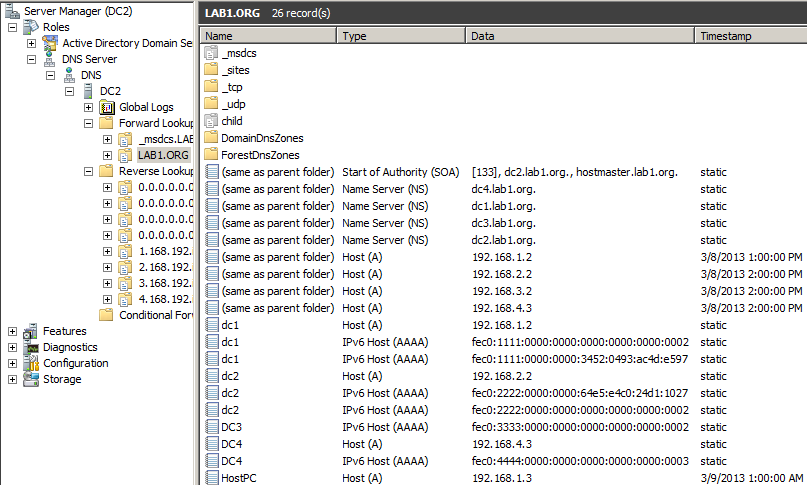 Server Manager (DC2)
Roles
Active Directory Domain Ser
DNS Server
DNS
DC2
Global Logs
Forward Lookup
_msdcs.LAB
LAB1.ORG
Reverse Lookup
0.0.0.0.0.0
0.0.0.0.0.0
0.0.0.0.0.0
0.0.0.0.0.0
1.168.192.
2.168.192.
3.168.192.
4.168.192.
Conditional Forw
Features
Diagnostics
Configuration
Storage
LAB1.ORG 26 record(s)
Name Type Data Timestamp
_msdcs
_sites
_tcp
_udp
child
DomainDnsZones
ForestDnsZones
(same as parent folder) Start of Authority (SOA) [133], dc2.lab1.org., hostmaster.lab1.org. static
(same as parent folder) Name Server (NS) dc4.lab1.org. static
(same as parent folder) Name Server (NS) dc1.lab1.org. static
(same as parent folder) Name Server (NS) dc3.lab1.org. static
(same as parent folder) Name Server (NS) dc2.lab1.org. static
(same as parent folder) Host (A) 192.168.1.2 3/8/2013 1:00:00 PM
(same as parent folder) Host (A) 192.168.2.2 3/8/2013 2:00:00 PM
(same as parent folder) Host (A) 192.168.3.2 3/8/2013 2:00:00 PM
(same as parent folder) Host (A) 192.168.4.3 3/8/2013 2:00:00 PM
dc1 Host (A) 192.168.1.2 static
dc1 IPv6 Host (AAAA) fec0:1111:0000:0000:0000:0000:0000:0002 static
dc1 IPv6 Host (AAAA) fec0:1111:0000:0000:3452:0493:ac4d:e597 static
dc2 Host (A) 192.168.2.2 static
dc2 IPv6 Host (AAAA) fec0:2222:0000:0000:64e5:e4c0:24d1:1027 static
dc2 IPv6 Host (AAAA) fec0:2222:0000:0000:0000:0000:0000:0002 static
DC3 IPv6 Host (AAAA) fec0:3333:0000:0000:0000:0000:0000:0002 static
DC4 Host (A) 192.168.4.3 static
DC4 IPv6 Host (AAAA) fec0:4444:0000:0000:0000:0000:0000:0003 static
HostPC Host (A) 192.168.1.3 3/9/2013 1:00:00 AM